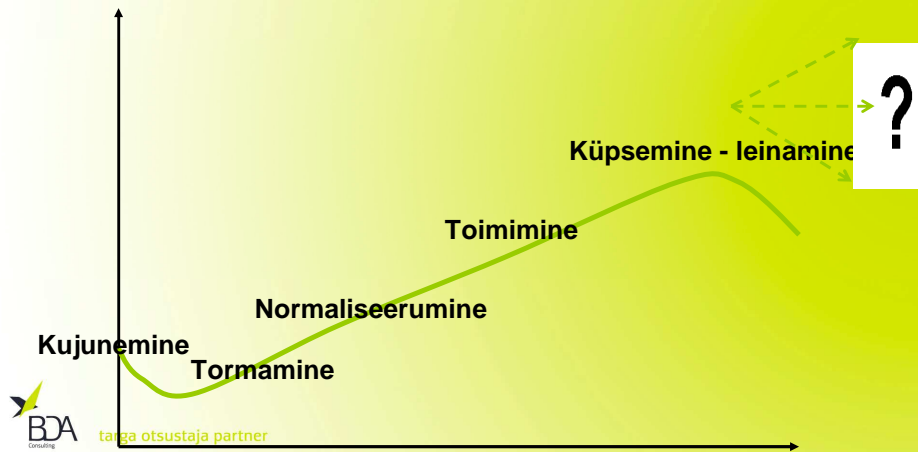 ?
Küpsemine - leinamine
Toimimine
Normaliseerumine
Kujunemine
Tormamine
BDA
Consulting
targa otsustaja partner